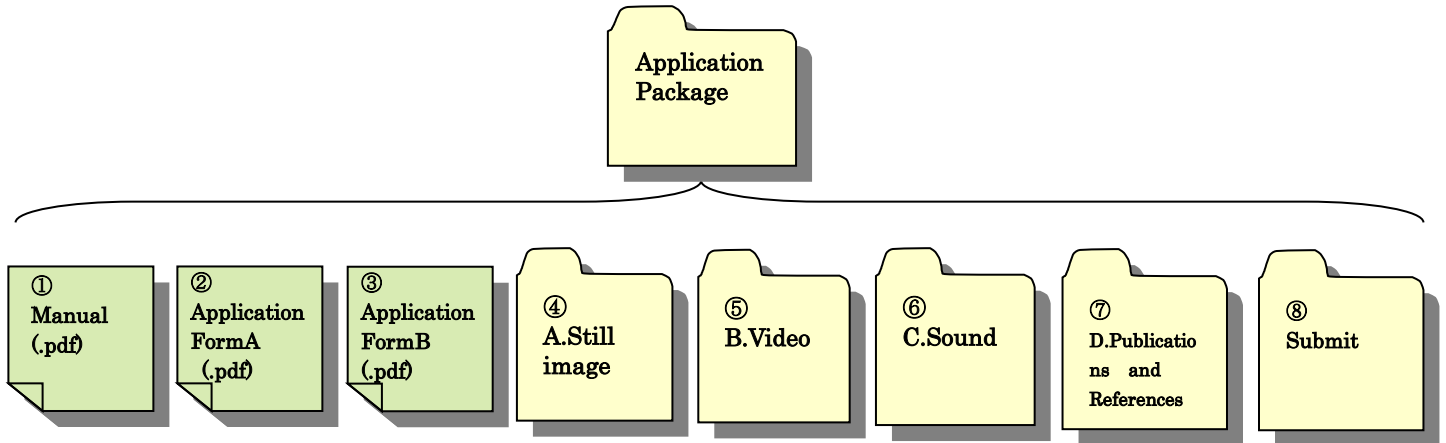 Application
Package
①
Manual
(.pdf)
②
Application
FormA
(.pdf)
③
Application
FormB
(.pdf)
④
A.Still
image
⑤
B.Video
⑥
C.Sound
⑦
D.Publicatio
ns and
References
⑧
Submit